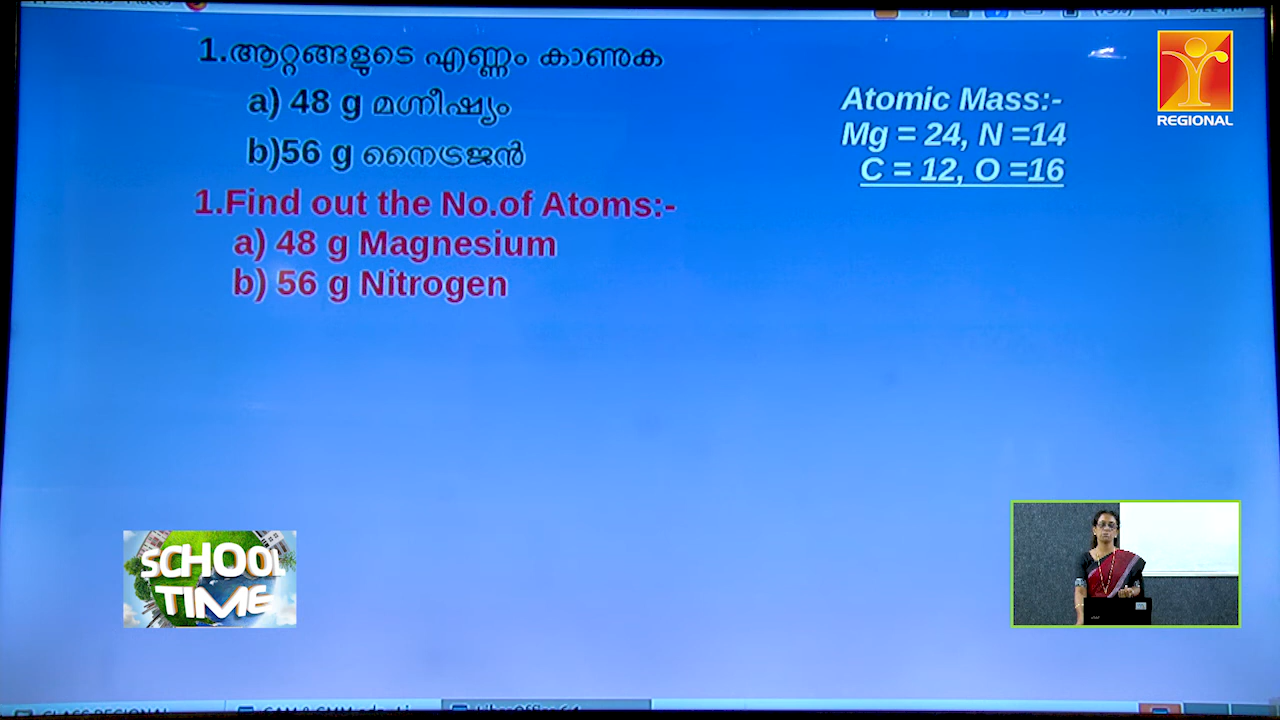 1.ആറ്റങ്ങളുടെ എണ്ണം കാണുക
a) 48 g മഗ്നീഷ്യം
b)56 g നൈട്രജൻ
1.Find out the No.of Atoms:-
a) 48 g Magnesium
b) 56 g Nitrogen
Atomic Mass:-
Mg = 24, N =14
C = 12, O =16
REGIONAL
SCHOOL
TIME